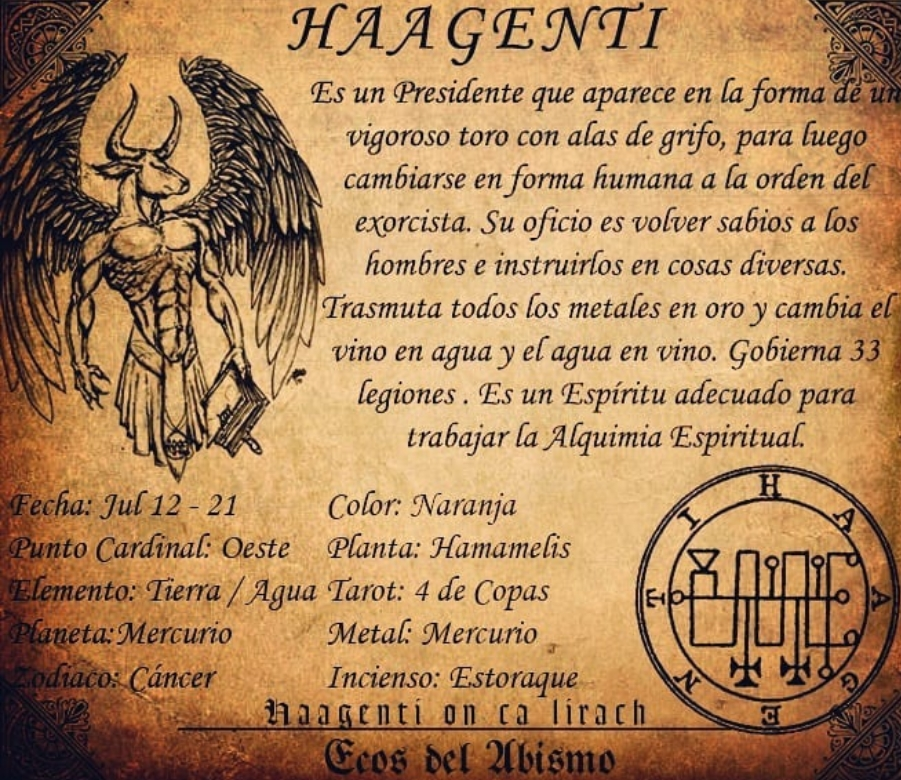 HAAGENTI
Es un Presidente que aparece en la forma de un
vigoroso toro con alas de grifo, para luego
cambiarse en forma humana a la orden del
exorcista. Su oficio es volver sabios a los
hombres e instruirlos en cosas diversas.
Trasmuta todos los metales en oro y cambia el
vino en agua y el agua en vino. Gobierna 33
legiones . Es un Espíritu adecuado para
trabajar la Alquimia Espiritual.
Fecha: Jul 12 - 21
Punto Cardinal: Oeste
Elemento: Tierra / Agua
Planeta: Mercurio
Zodiaco: Cáncer
Color: Naranja
Planta: Hamamelis
Tarot: 4 de Copas
Metal: Mercurio
Incienso: Estoraque
HAAGENTI
Haagenti on ca lirach
Ecos del Abismo